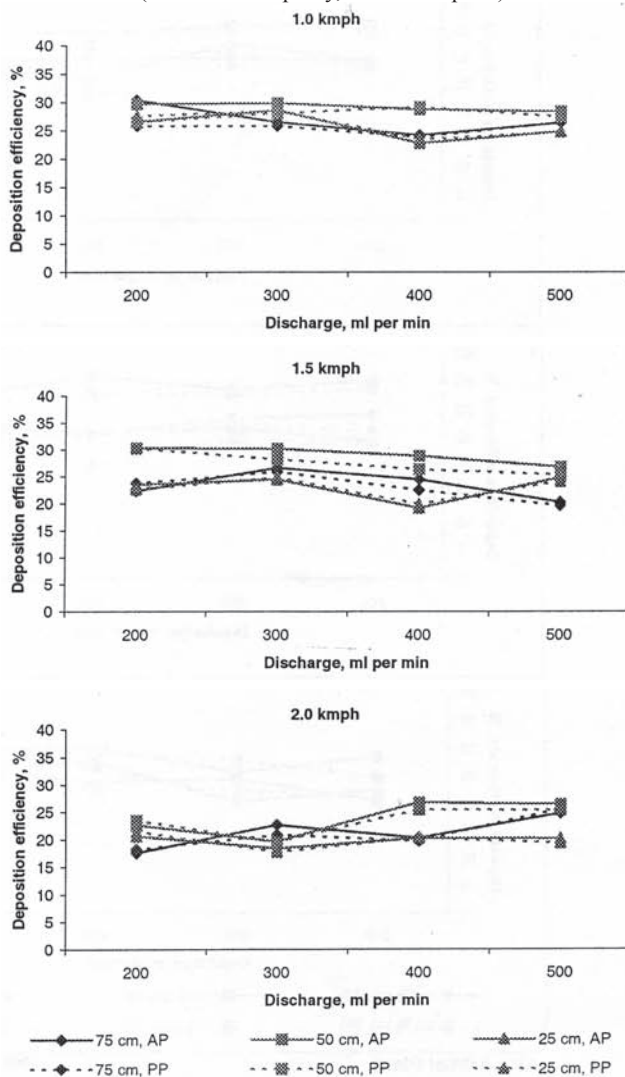 1.0 kmph
40
35
30
25
20
15
10
5
0
Deposition efficiency, %
200 300 400 500
Discharge, ml per min
1.5 kmph
40
35
30
25
20
15
10
5
0
Deposition efficiency, %
200 300 400 500
Discharge, ml per min
2.0 kmph
40
35
30
25
20
15
10
5
0
Deposition efficiency, %
200 300 400 500
Discharge, ml per min
75 cm, AP 50 cm, AP 25 cm, AP
75 cm, PP 50 cm, PP 25 cm, PP